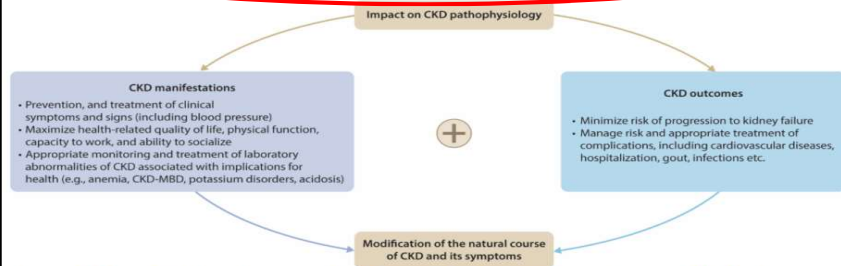 Impact on CKD pathophysiology
CKD manifestations
• Prevention, and treatment of clinical
symptoms and signs (including blood pressure)
• Maximize health-related quality of life, physical function,
capacity to work, and ability to socialize
• Appropriate monitoring and treatment of laboratory
abnormalities of CKD associated with implications for
health (e.g., anemia, CKD-MBD, potassium disorders, acidosis)
+
CKD outcomes
• Minimize risk of progression to kidney failure
• Manage risk and appropriate treatment of
complications, including cardiovascular diseases,
hospitalization, gout, infections etc.
Modification of the natural course
of CKD and its symptoms